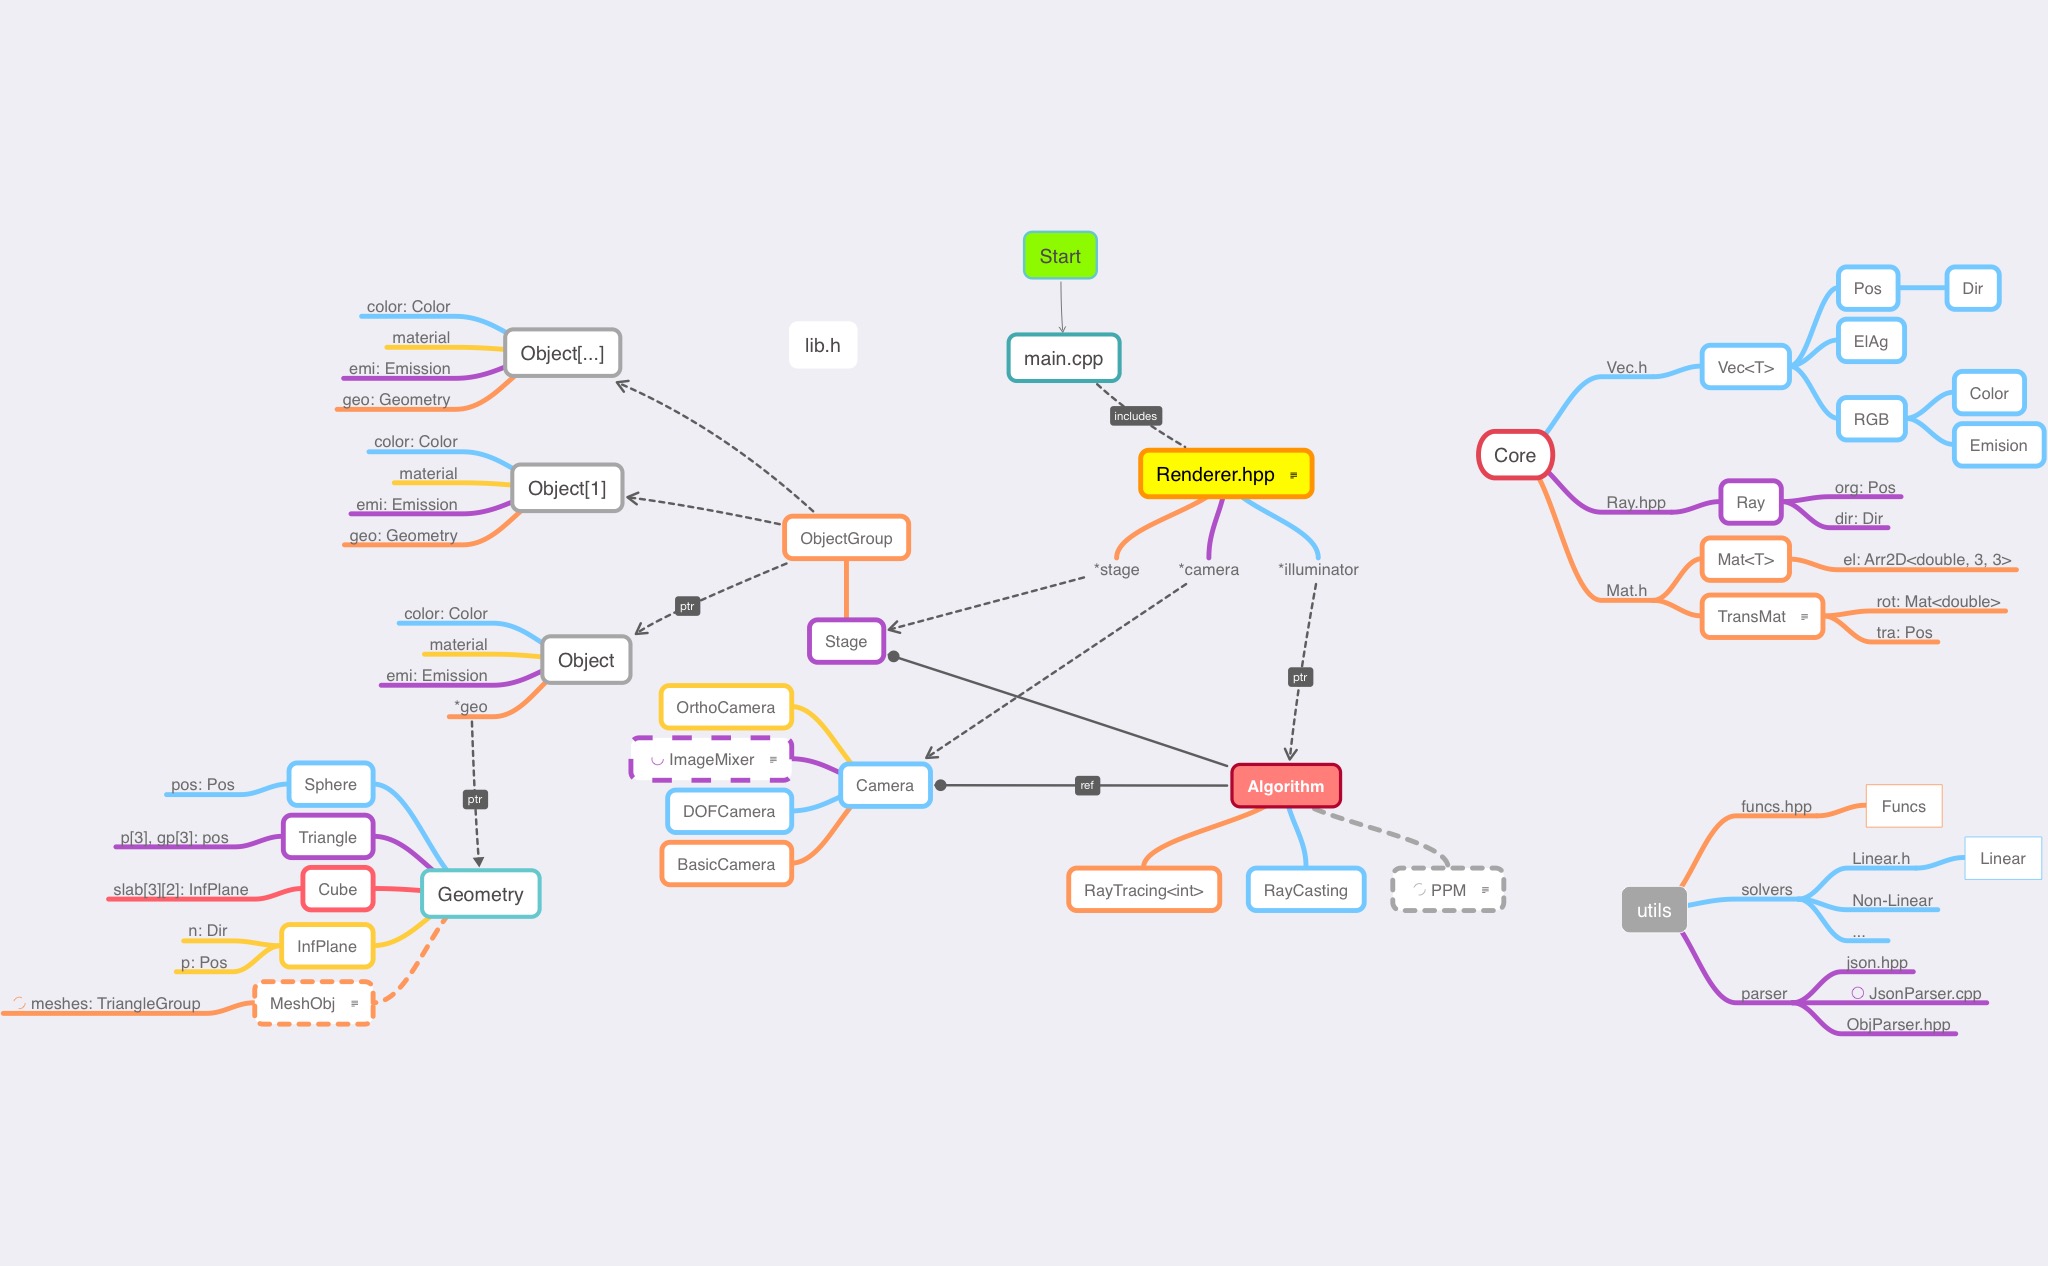 Start
main.cpp
includes
Renderer.hpp
*stage
*camera
*illuminator
lib.h
color: Color
material
emi: Emission
geo: Geometry
Object[...]
color: Color
material
emi: Emission
geo: Geometry
Object[1]
ObjectGroup
ptr
color: Color
material
emi: Emission
*geo
Object
Stage
ptr
OrthoCamera
ImageMixer
DOFCamera
BasicCamera
Camera
ref
Algorithm
RayTracing<int>
RayCasting
PPM
ptr
pos: Pos
Sphere
p[3], gp[3]: pos
Triangle
slab[3][2]: InfPlane
Cube
n: Dir
p: Pos
InfPlane
meshes: TriangleGroup
MeshObj
Geometry
Core
Vec.h
Vec<T>
Pos
Dir
ElAg
RGB
Color
Emision
Ray.hpp
Ray
org: Pos
dir: Dir
Mat.h
Mat<T>
el: Arr2D<double, 3, 3>
TransMat
rot: Mat<double>
tra: Pos
utils
funcs.hpp
Funcs
solvers
Linear.h
Linear
Non-Linear
...
parser
json.hpp
JsonParser.cpp
ObjParser.hpp